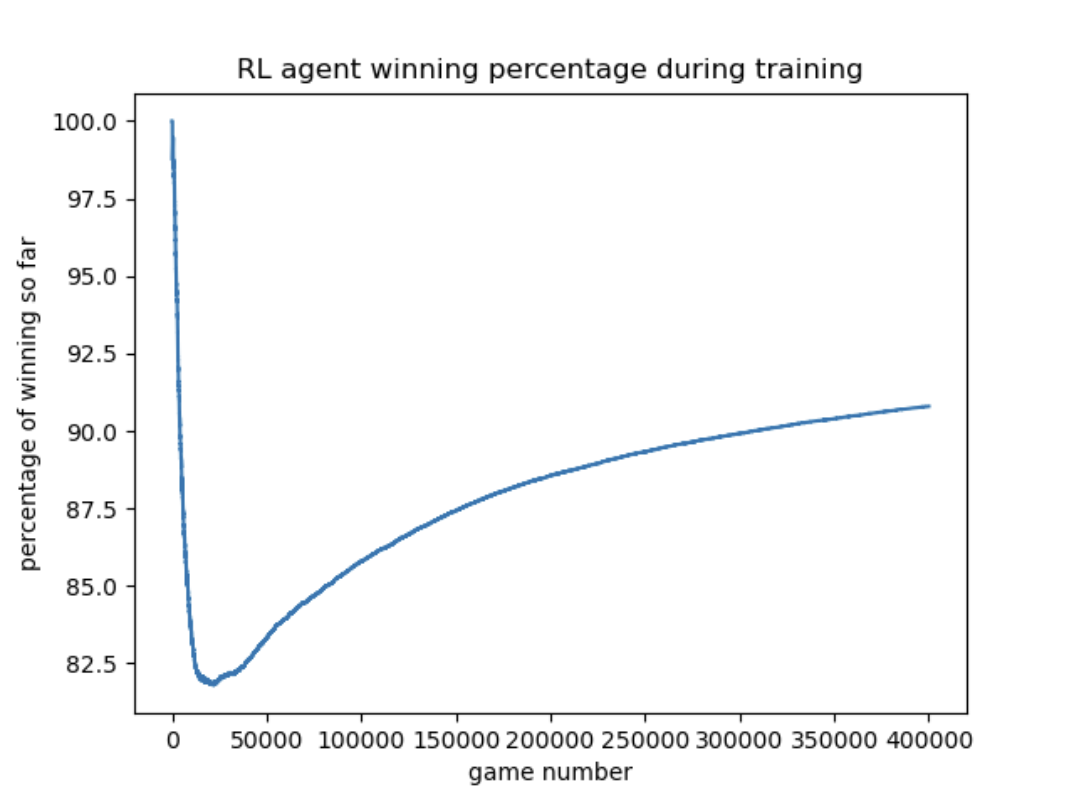 RL agent winning percentage during training
percentage of winning so far
100.0
97.5
95.0
92.5
90.0
87.5
85.0
82.5
0 50000 100000 150000 200000 250000 300000 350000 400000
game number